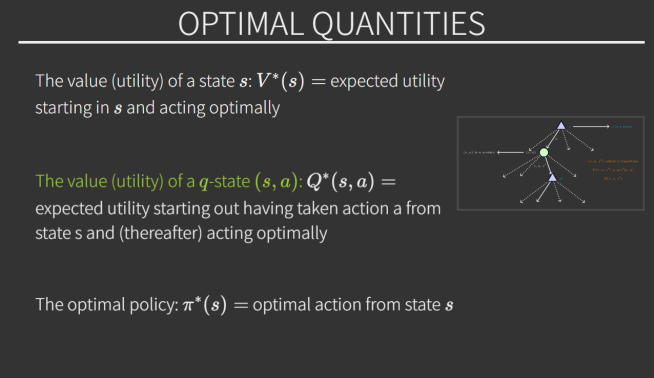 OPTIMAL QUANTITIES
The value (utility) of a state s: V*(s) = expected utility
starting in s and acting optimally
The value (utility) of a q-state (s, a): Q*(s, a) =
expected utility starting out having taken action a from
state s and (thereafter) acting optimally
The optimal policy: π*(s) = optimal action from state s